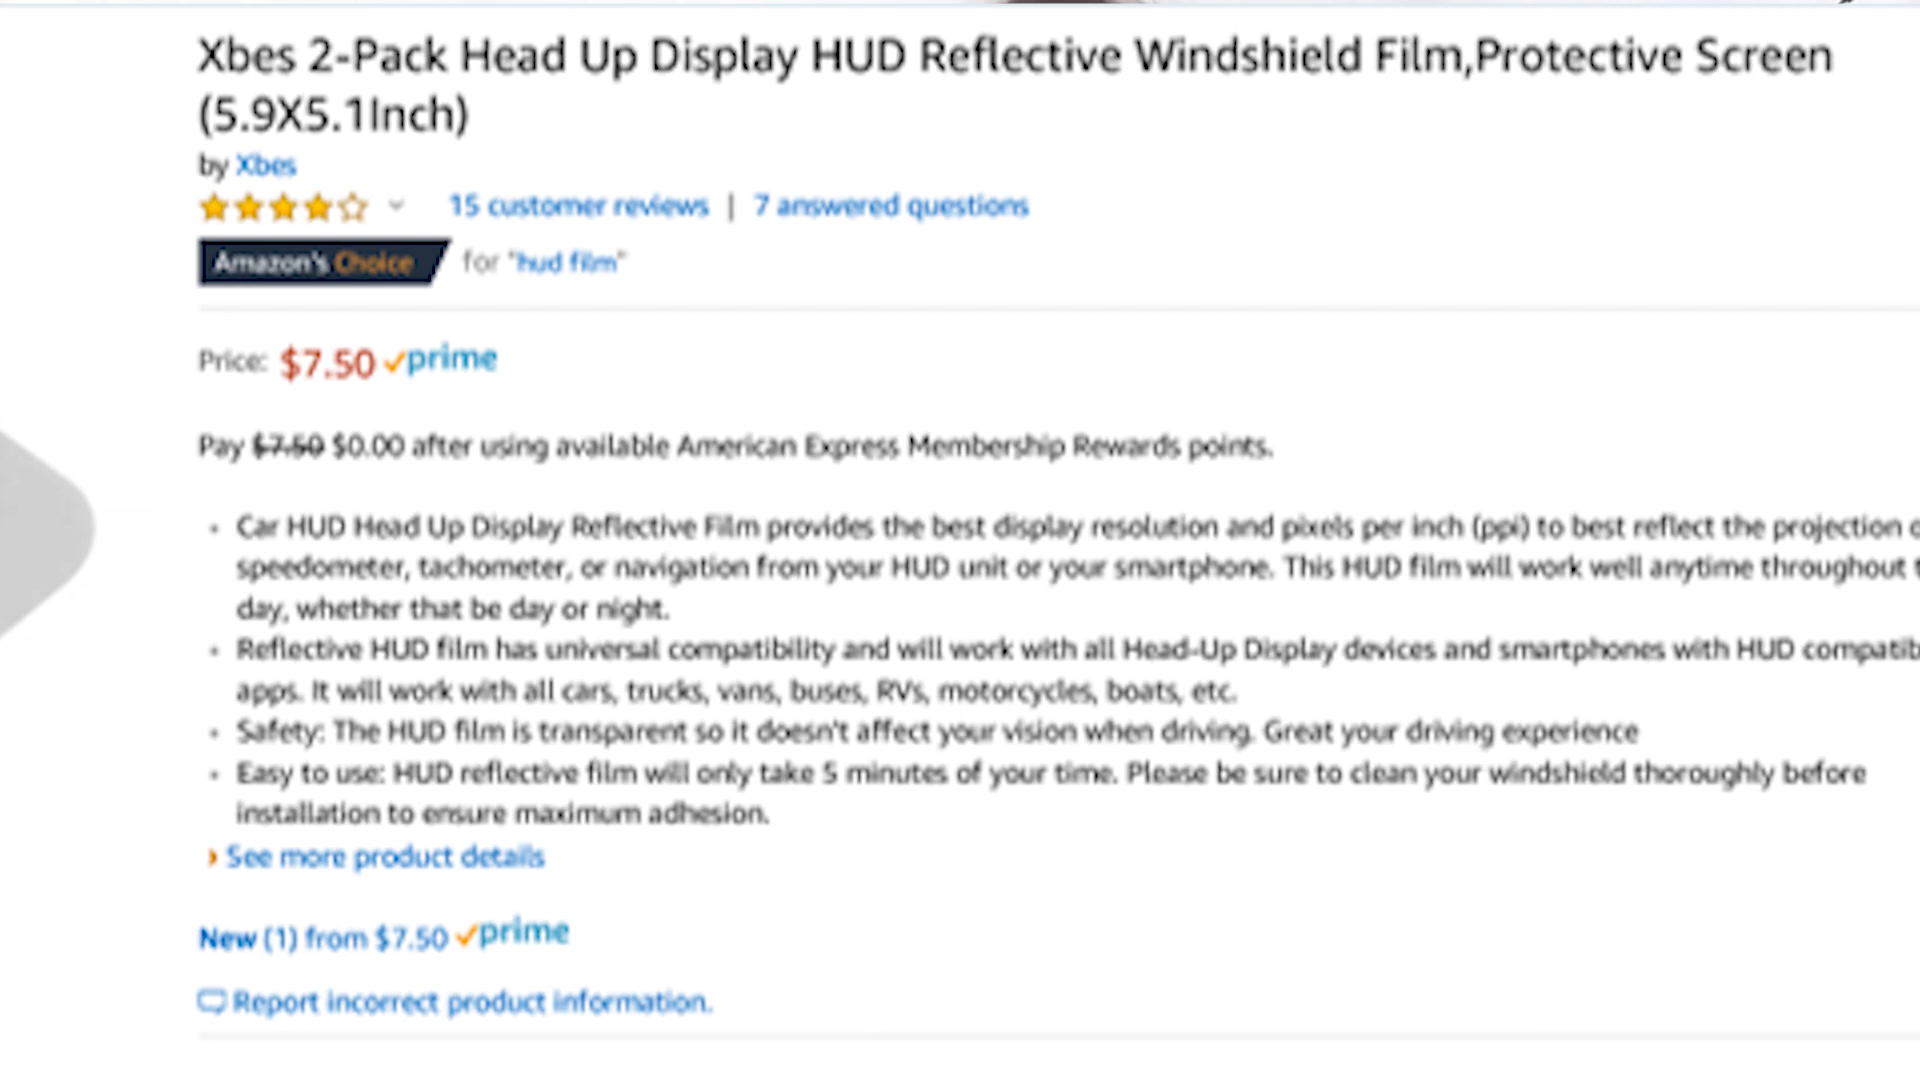 Xbes 2-Pack Head Up Display HUD Reflective Windshield Film,Protective Screen
(5.9X5.1Inch)
by Xbes
15 customer reviews | 7 answered questions
Amazon's Choice for "hud film"
Price: $7.50 prime
Pay $7.50 $0.00 after using available American Express Membership Rewards points.
• Car HUD Head Up Display Reflective Film provides the best display resolution and pixels per inch (ppi) to best reflect the projection
speedometer, tachometer, or navigation from your HUD unit or your smartphone. This HUD film will work well anytime throughout
day, whether that be day or night.
• Reflective HUD film has universal compatibility and will work with all Head-Up Display devices and smartphones with HUD compatib
apps. It will work with all cars, trucks, vans, buses, RVs, motorcycles, boats, etc.
• Safety: The HUD film is transparent so it doesn't affect your vision when driving. Great your driving experience
• Easy to use: HUD reflective film will only take 5 minutes of your time. Please be sure to clean your windshield thoroughly before
installation to ensure maximum adhesion.
› See more product details
New (1) from $7.50 prime
Report incorrect product information.